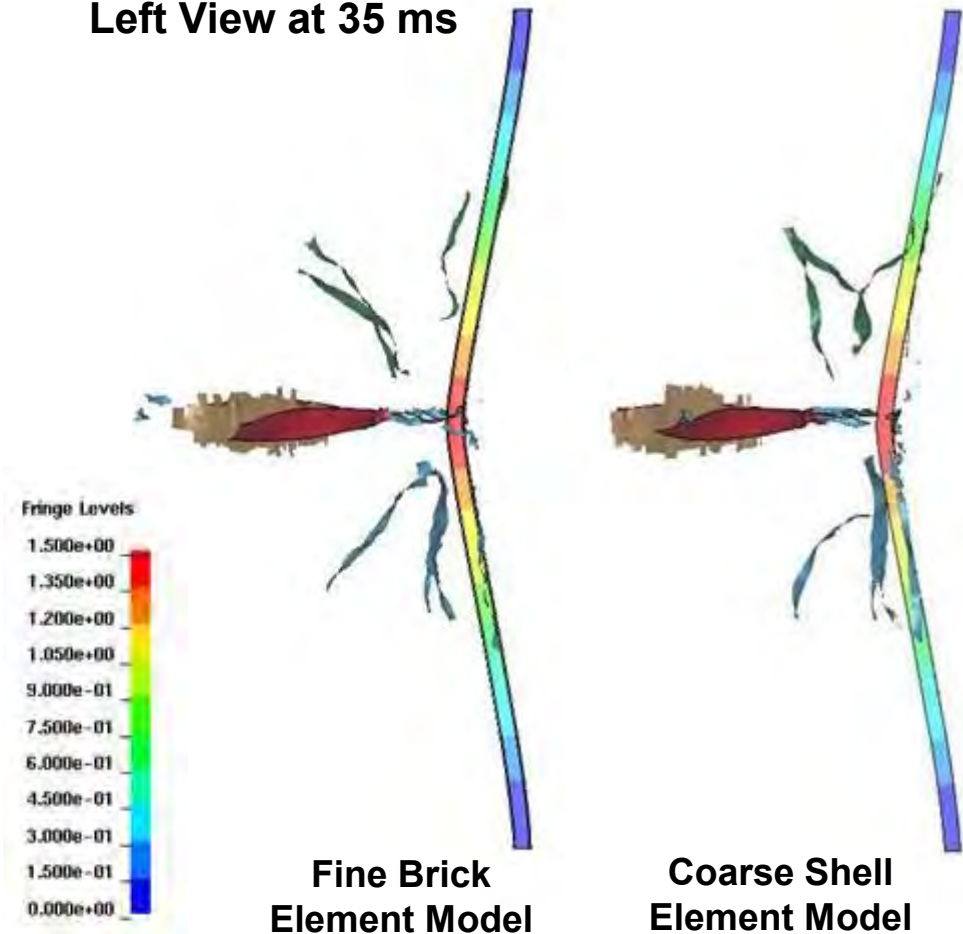 Left View at 35 ms
Fringe Levels
1.500e+00
1.350e+00
1.200e+00
1.050e+00
9.000e-01
7.500e-01
6.000e-01
4.500e-01
3.000e-01
1.500e-01
0.000e+00
Fine Brick
Element Model
Coarse Shell
Element Model